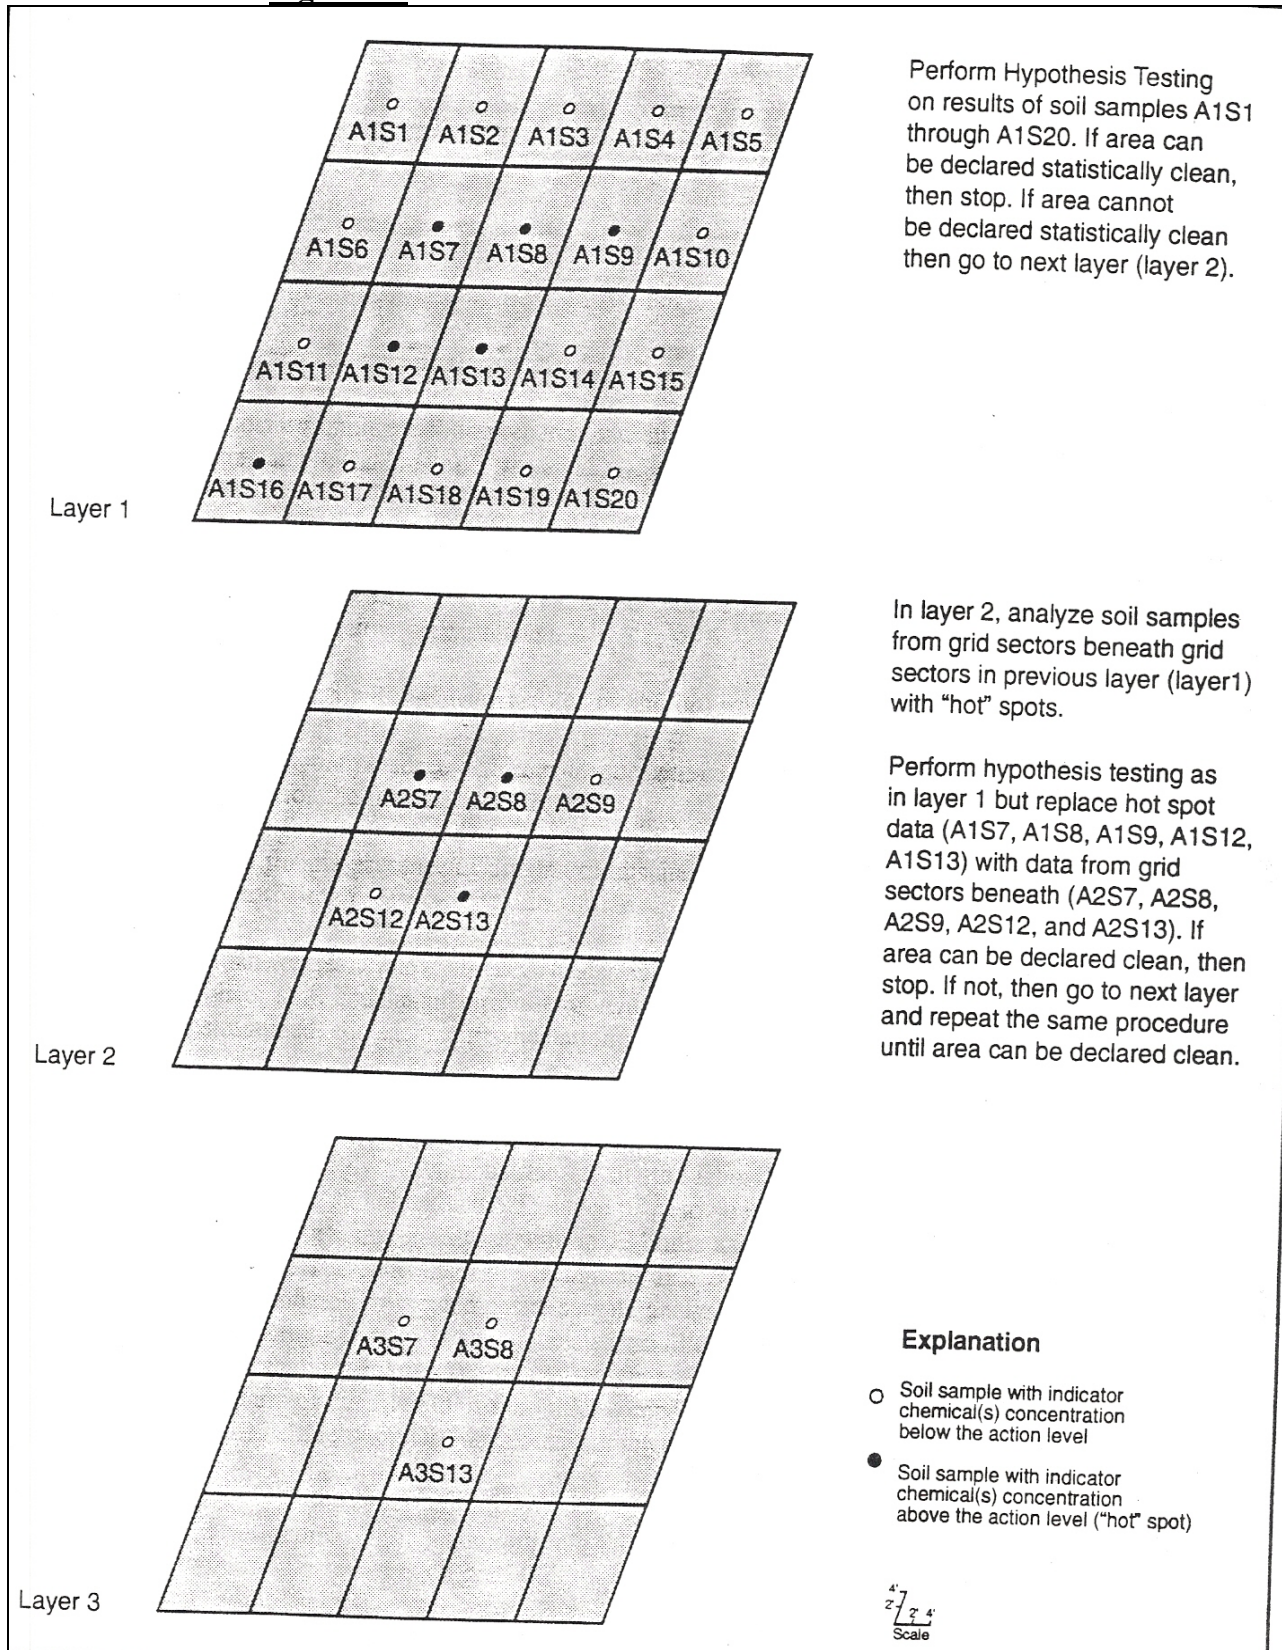 Perform Hypothesis Testing
on results of soil samples A1S1
through A1S20. If area can
be declared statistically clean,
then stop. If area cannot
be declared statistically clean
then go to next layer (layer 2).
A1S1 A1S2 A1S3 A1S4 A1S5
A1S6 A1S7 A1S8 A1S9 A1S10
A1S11 A1S12 A1S13 A1S14 A1S15
A1S16 A1S17 A1S18 A1S19 A1S20
Layer 1
In layer 2, analyze soil samples
from grid sectors beneath grid
sectors in previous layer (layer1)
with “hot” spots.
Perform hypothesis testing as
in layer 1 but replace hot spot
data (A1S7, A1S8, A1S9, A1S12,
A1S13) with data from grid
sectors beneath (A2S7, A2S8,
A2S9, A2S12, and A2S13). If
area can be declared clean, then
stop. If not, then go to next layer
and repeat the same procedure
until area can be declared clean.
A2S7 A2S8 A2S9
A2S12 A2S13
Layer 2
A3S7 A3S8
A3S13
Layer 3
Explanation
Soil sample with indicator
chemical(s) concentration
below the action level
Soil sample with indicator
chemical(s) concentration
above the action level (“hot” spot)
4'
2'
2' 4'
Scale